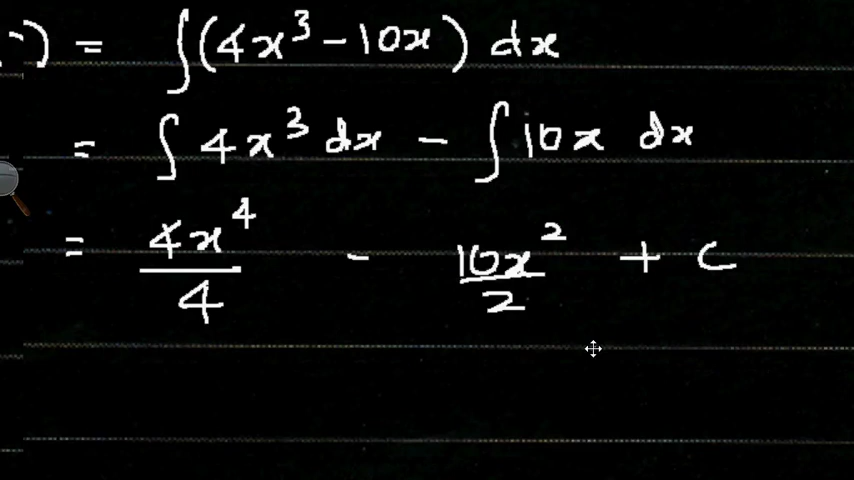 ) = ∫(4x³ - 10x) dx
= ∫ 4x³ dx - ∫ 10x dx
= 4x⁴/4 - 10x²/2 + c